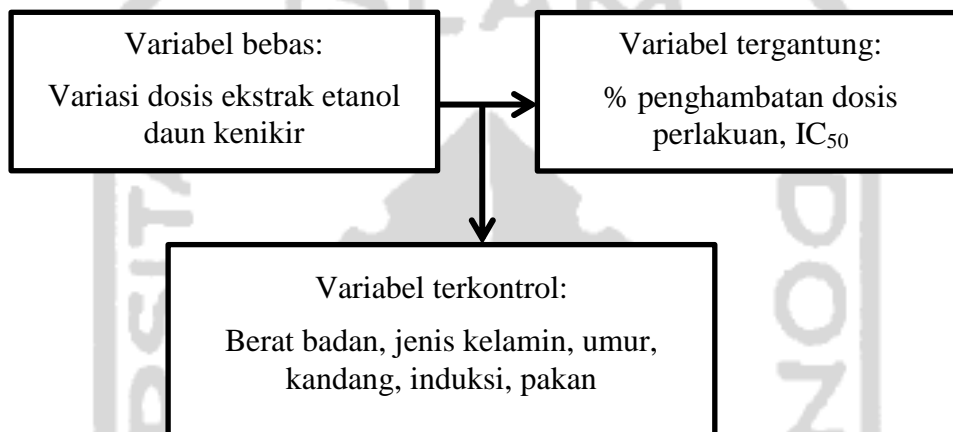 Variabel bebas:
Variasi dosis ekstrak etanol
daun kenikir
Variabel tergantung:
% penghambatan dosis
perlakuan, IC₅₀
Variabel terkontrol:
Berat badan, jenis kelamin, umur,
kandang, induksi, pakan